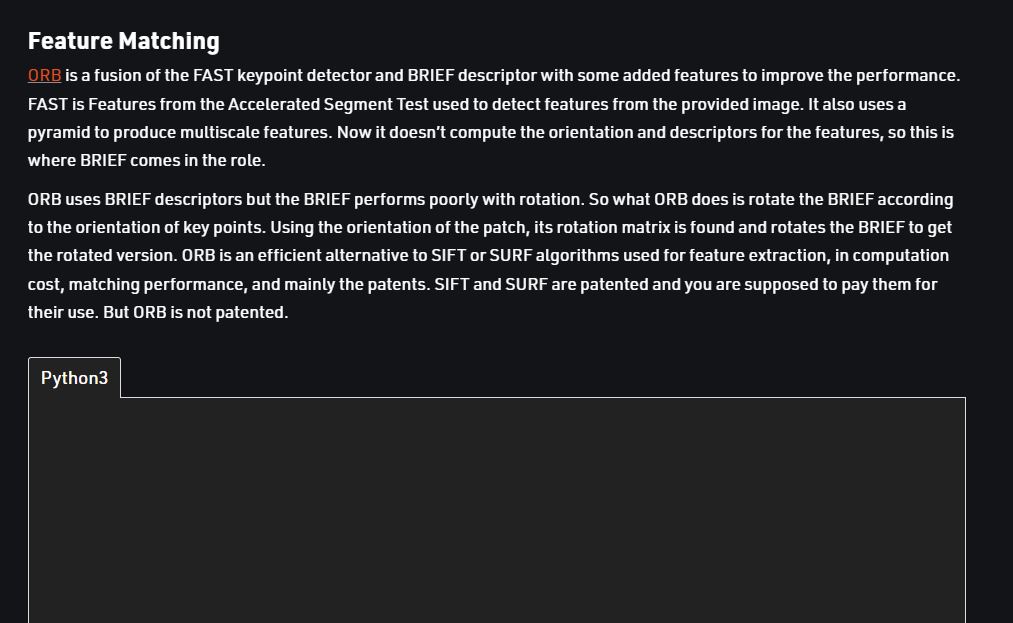 Feature Matching
ORB is a fusion of the FAST keypoint detector and BRIEF descriptor with some added features to improve the performance.
FAST is Features from the Accelerated Segment Test used to detect features from the provided image. It also uses a
pyramid to produce multiscale features. Now it doesn’t compute the orientation and descriptors for the features, so this is
where BRIEF comes in the role.
ORB uses BRIEF descriptors but the BRIEF performs poorly with rotation. So what ORB does is rotate the BRIEF according
to the orientation of key points. Using the orientation of the patch, its rotation matrix is found and rotates the BRIEF to get
the rotated version. ORB is an efficient alternative to SIFT or SURF algorithms used for feature extraction, in computation
cost, matching performance, and mainly the patents. SIFT and SURF are patented and you are supposed to pay them for
their use. But ORB is not patented.
Python3